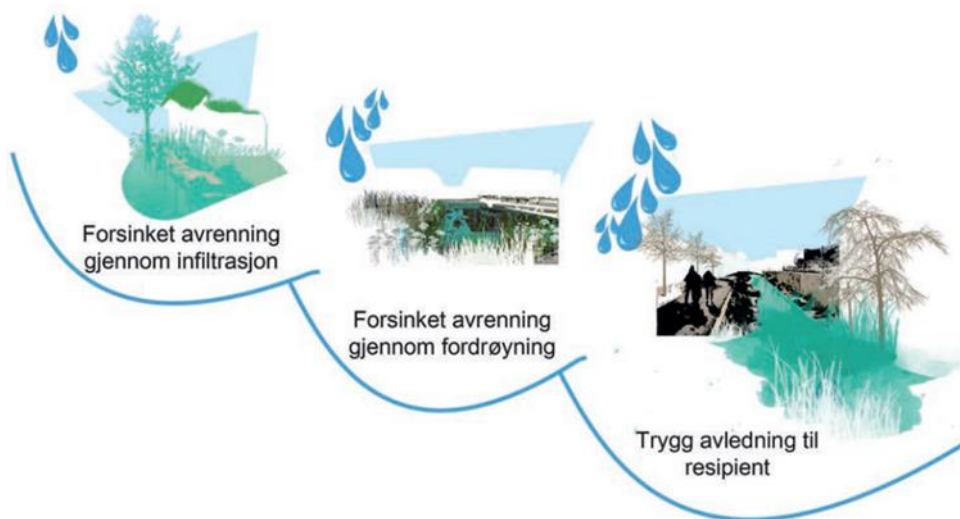 Forsinket avrenning
gjennom infiltrasjon
Forsinket avrenning
gjennom fordrøyning
Trygg avledning til
resipient